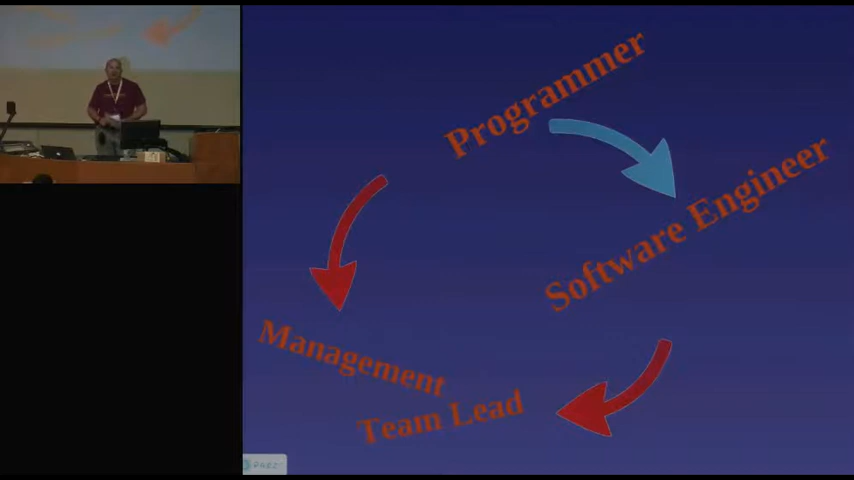 Programmer
Software Engineer
Management
Team Lead